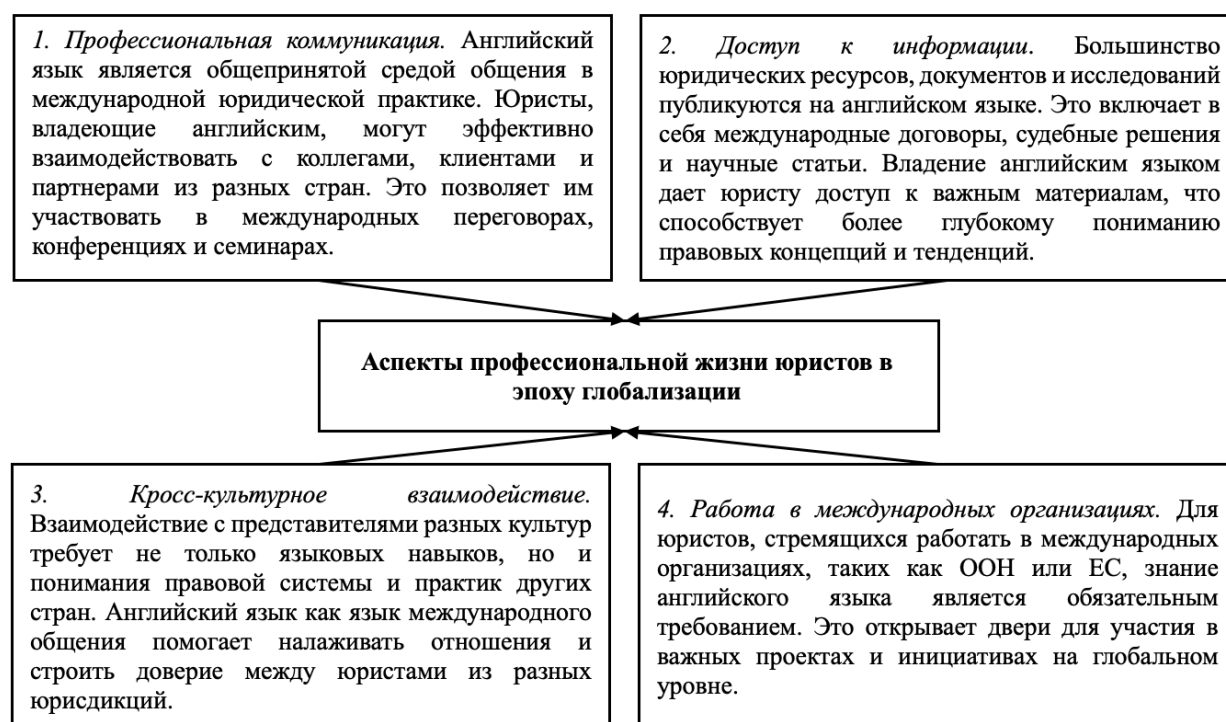 1. Профессиональная коммуникация. Английский
язык является общепринятой средой общения в
международной юридической практике. Юристы,
владеющие английским, могут эффективно
взаимодействовать с коллегами, клиентами и
партнерами из разных стран. Это позволяет им
участвовать в международных переговорах,
конференциях и семинарах.
2. Доступ к информации. Большинство
юридических ресурсов, документов и исследований
публикуются на английском языке. Это включает в
себя международные договоры, судебные решения
и научные статьи. Владение английским языком
дает юристу доступ к важным материалам, что
способствует более глубокому пониманию
правовых концепций и тенденций.
Аспекты профессиональной жизни юристов в
эпоху глобализации
3. Кросс-культурное взаимодействие.
Взаимодействие с представителями разных культур
требует не только языковых навыков, но и
понимания правовой системы и практик других
стран. Английский язык как язык международного
общения помогает налаживать отношения и
строить доверие между юристами из разных
юрисдикций.
4. Работа в международных организациях. Для
юристов, стремящихся работать в международных
организациях, таких как ООН или ЕС, знание
английского языка является обязательным
требованием. Это открывает двери для участия в
важных проектах и инициативах на глобальном
уровне.